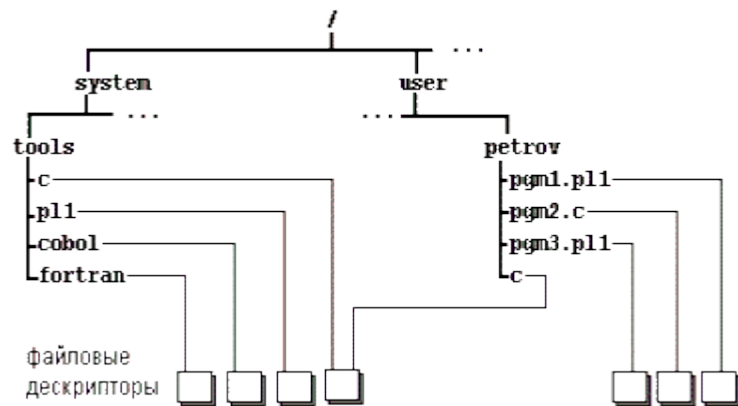 /
...
system
user
...
...
tools
petrov
c
pgm1.pl1
pl1
pgm2.c
cobol
pgm3.pl1
fortran
c
файловые
дескрипторы